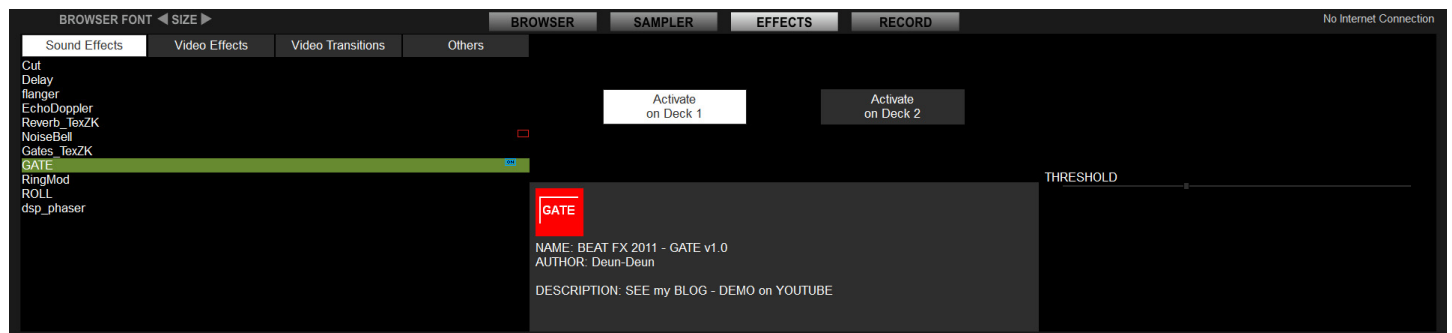 BROWSER FONT ◀ SIZE ▶
BROWSER SAMPLER EFFECTS RECORD
No Internet Connection
Sound Effects Video Effects Video Transitions Others
Cut
Delay
flanger
EchoDoppler
Reverb_TexZK
NoiseBell
Gates_TexZK
GATE ON
RingMod
ROLL
dsp_phaser
Activate
on Deck 1
Activate
on Deck 2
GATE
NAME: BEAT FX 2011 - GATE v1.0
AUTHOR: Deun-Deun
DESCRIPTION: SEE my BLOG - DEMO on YOUTUBE
THRESHOLD